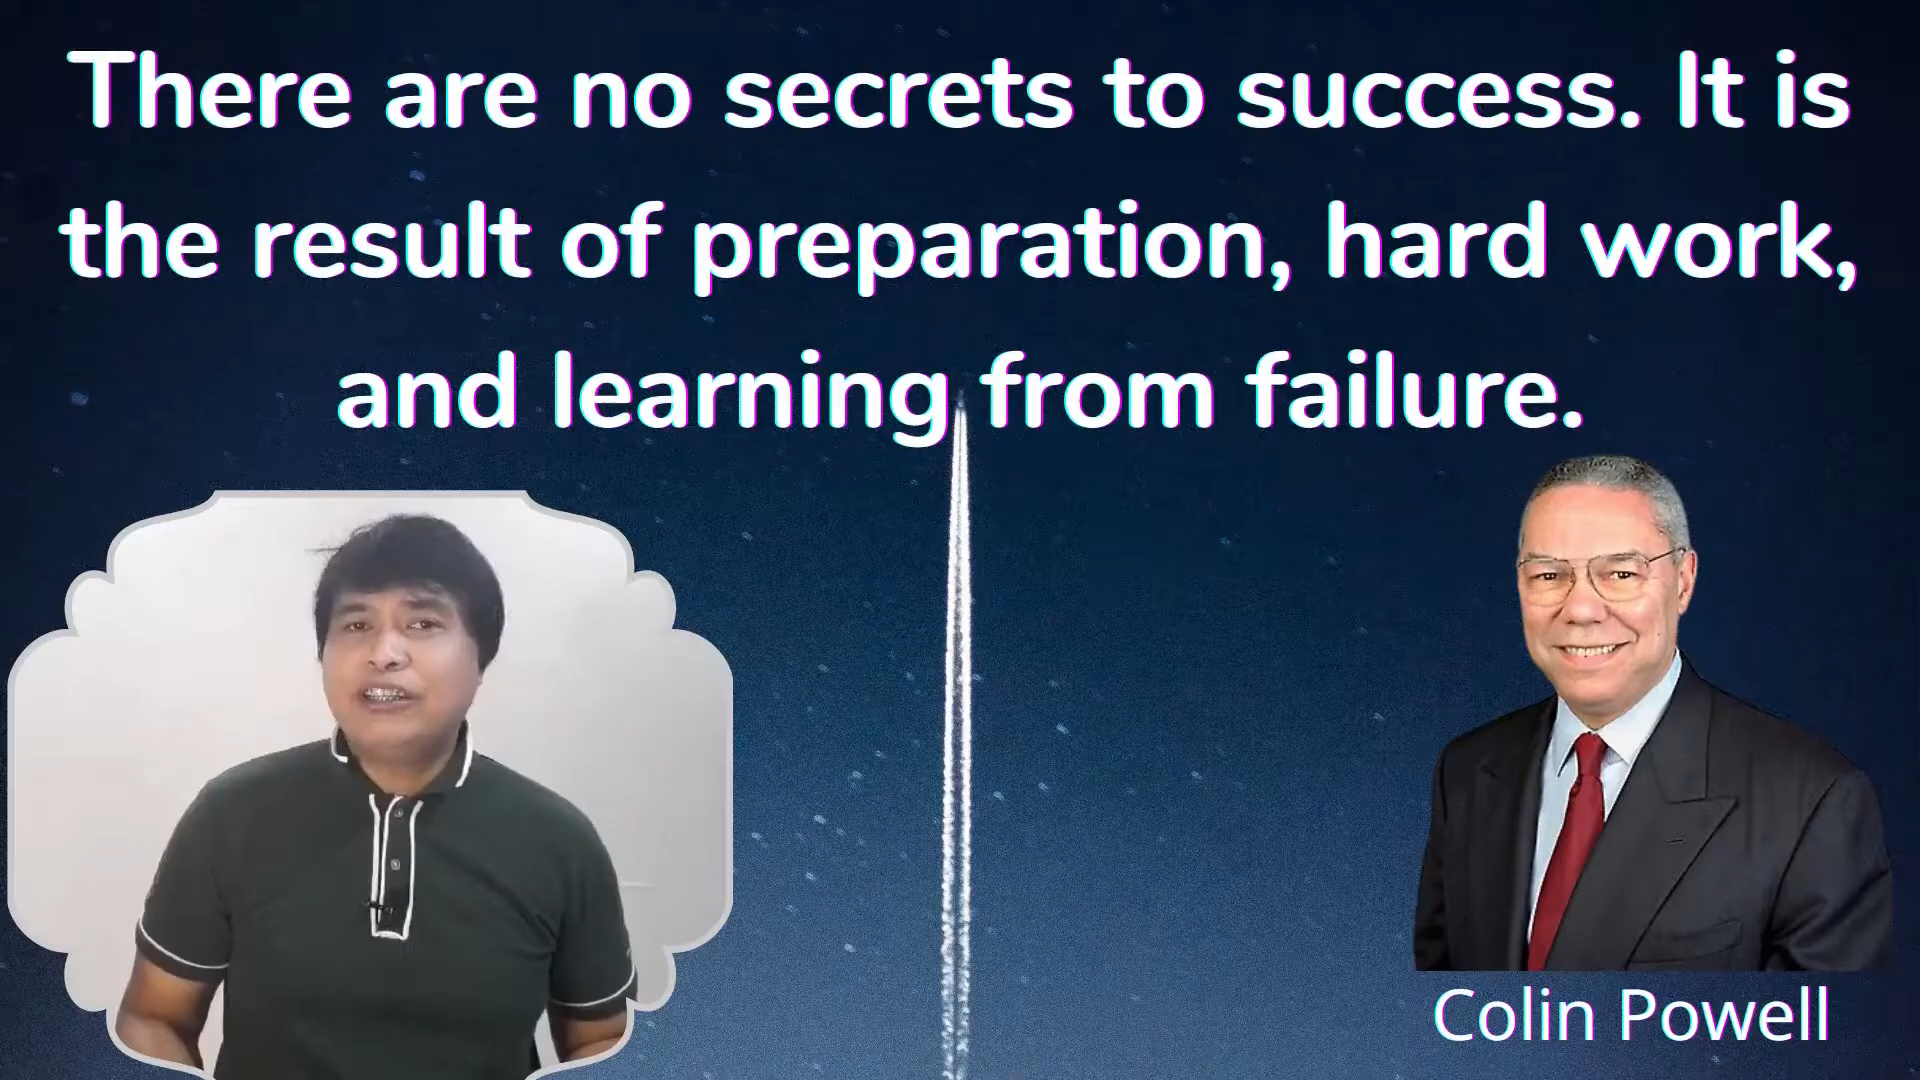 There are no secrets to success. It is
the result of preparation, hard work,
and learning from failure.
Colin Powell